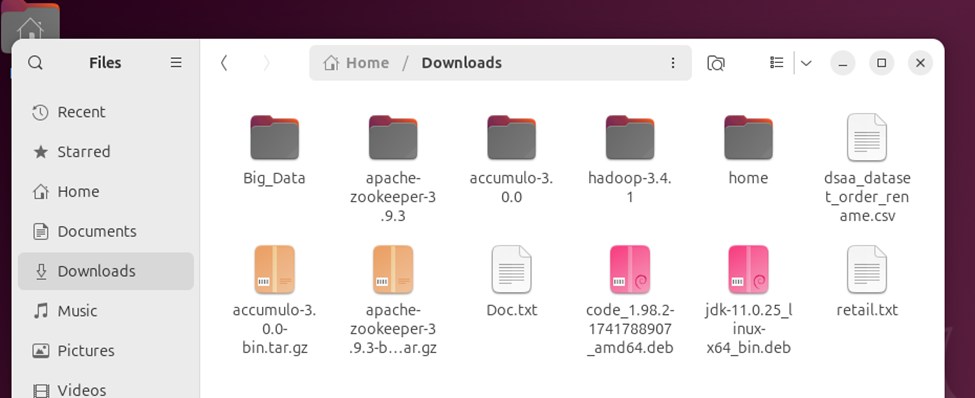 Files
Home / Downloads
Recent
Starred
Home
Documents
Downloads
Music
Pictures
Videos
Big_Data
apache-
zookeeper-3
.9.3
accumulo-3.
0.0
hadoop-3.4.
1
home
dsaa_datase
t_order_re
name.csv
accumulo-3.
0.0-
bin.tar.gz
apache-
zookeeper-3
.9.3-b...ar.gz
Doc.txt
code_1.98.2-
1741788907
_amd64.deb
jdk-11.0.25_l
inux-
x64_bin.deb
retail.txt